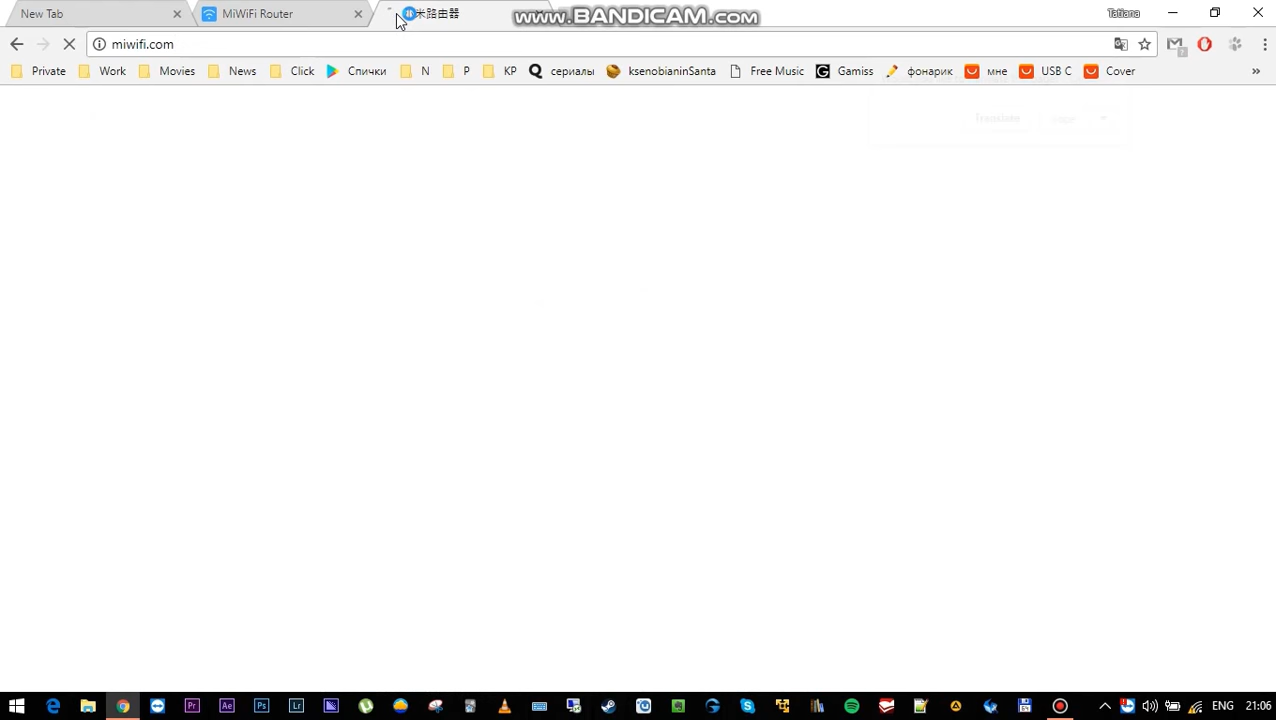 New Tab MiWiFi Router 米路由器 www.BANDICAM.com Tatiana
miwifi.com
Private Work Movies News Click Спички N P KP сериалы ksenobianinSanta Free Music Gamiss фонарик мне USB C Cover »
Translate
ENG 21:06